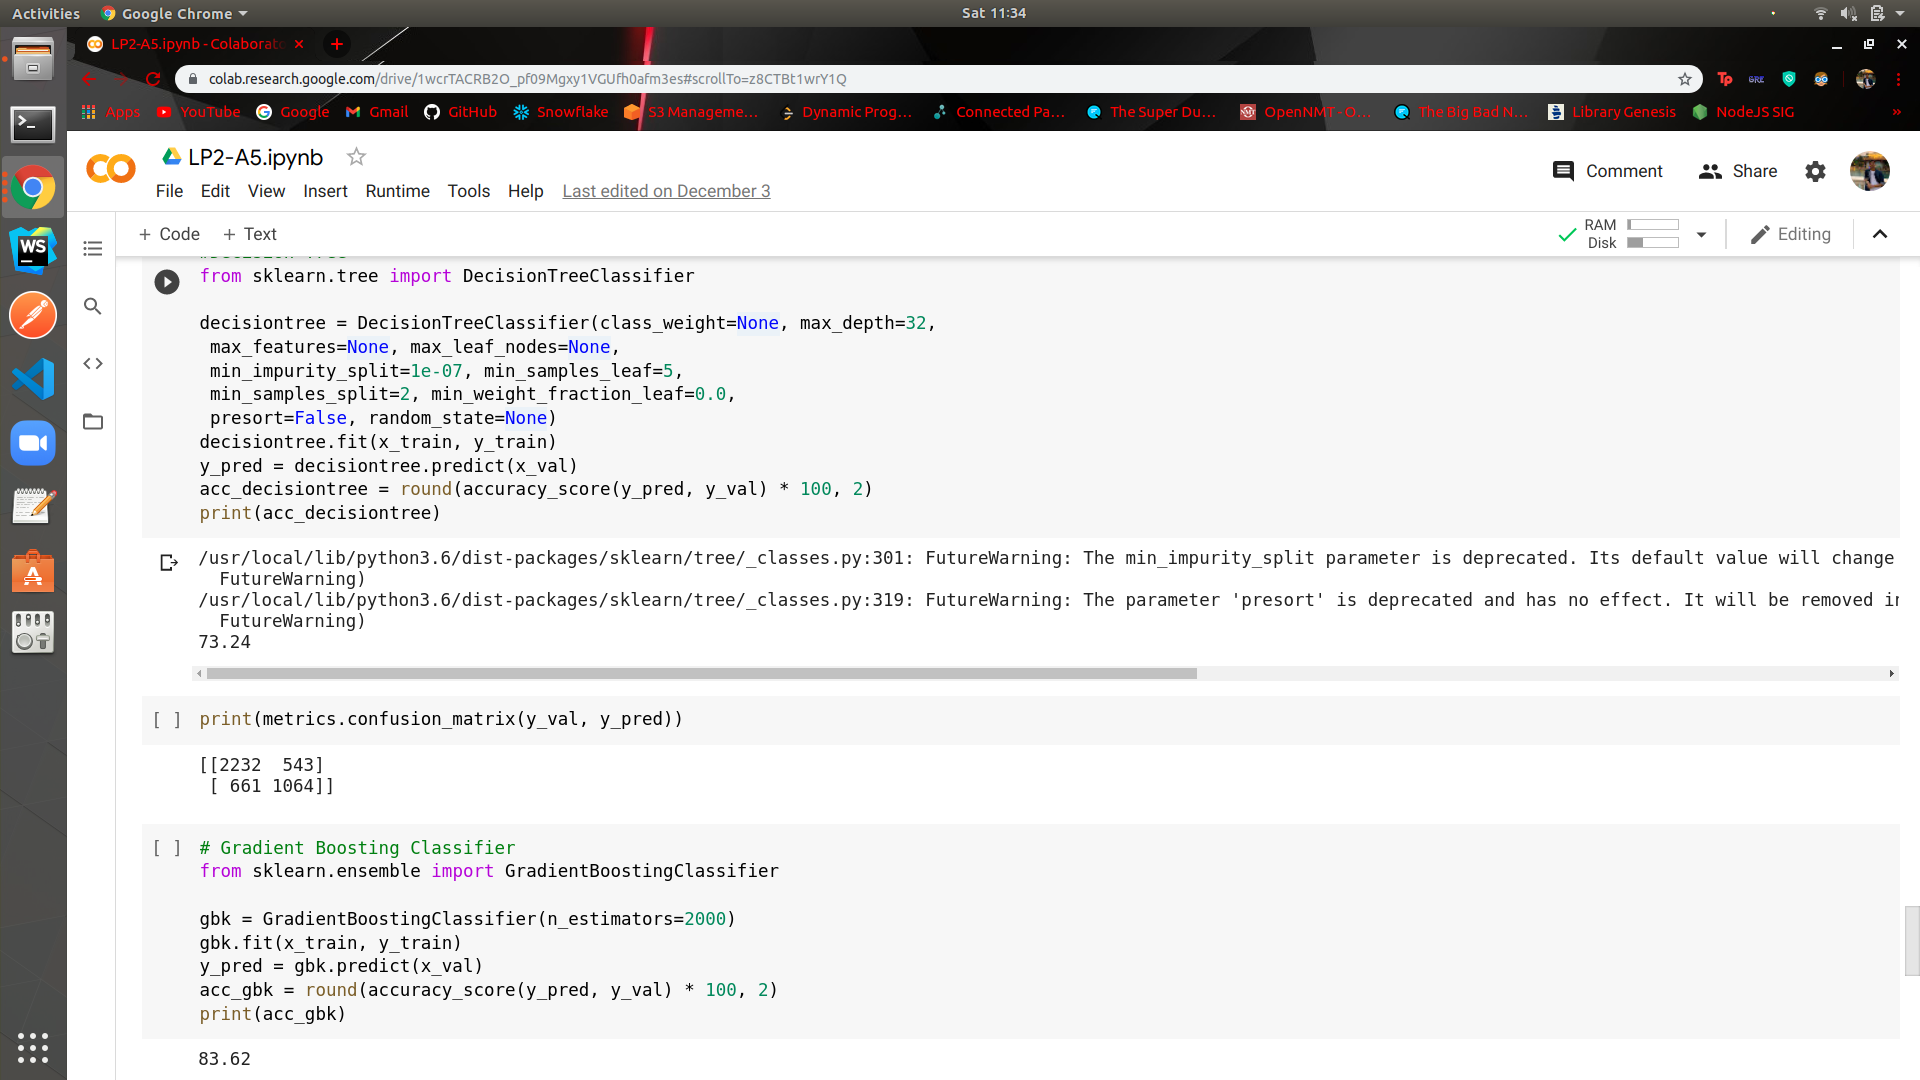 Activities
Google Chrome
Sat 11:34
LP2-A5.ipynb - Colaborato
colab.research.google.com/drive/1wcrTACRB2O_pf09Mgxy1VGUfh0afm3es#scrollTo=z8CTBt1wrY1Q
Tp
GRE
Apps
YouTube
Google
Gmail
GitHub
Snowflake
S3 Manageme...
Dynamic Prog...
Connected Pa...
The Super Du...
OpenNMT - O...
The Big Bad N...
Library Genesis
NodeJS SIG
»
LP2-A5.ipynb
Comment
Share
File Edit View Insert Runtime Tools Help Last edited on December 3
+ Code + Text
RAM
Disk
Editing
WS
from sklearn.tree import DecisionTreeClassifier
decisiontree = DecisionTreeClassifier(class_weight=None, max_depth=32,
max_features=None, max_leaf_nodes=None,
min_impurity_split=1e-07, min_samples_leaf=5,
min_samples_split=2, min_weight_fraction_leaf=0.0,
presort=False, random_state=None)
decisiontree.fit(x_train, y_train)
y_pred = decisiontree.predict(x_val)
acc_decisiontree = round(accuracy_score(y_pred, y_val) * 100, 2)
print(acc_decisiontree)
/usr/local/lib/python3.6/dist-packages/sklearn/tree/_classes.py:301: FutureWarning: The min_impurity_split parameter is deprecated. Its default value will change
FutureWarning)
/usr/local/lib/python3.6/dist-packages/sklearn/tree/_classes.py:319: FutureWarning: The parameter 'presort' is deprecated and has no effect. It will be removed in
FutureWarning)
73.24
[ ] print(metrics.confusion_matrix(y_val, y_pred))
[[2232  543]
[ 661 1064]]
[ ] # Gradient Boosting Classifier
from sklearn.ensemble import GradientBoostingClassifier
gbk = GradientBoostingClassifier(n_estimators=2000)
gbk.fit(x_train, y_train)
y_pred = gbk.predict(x_val)
acc_gbk = round(accuracy_score(y_pred, y_val) * 100, 2)
print(acc_gbk)
83.62